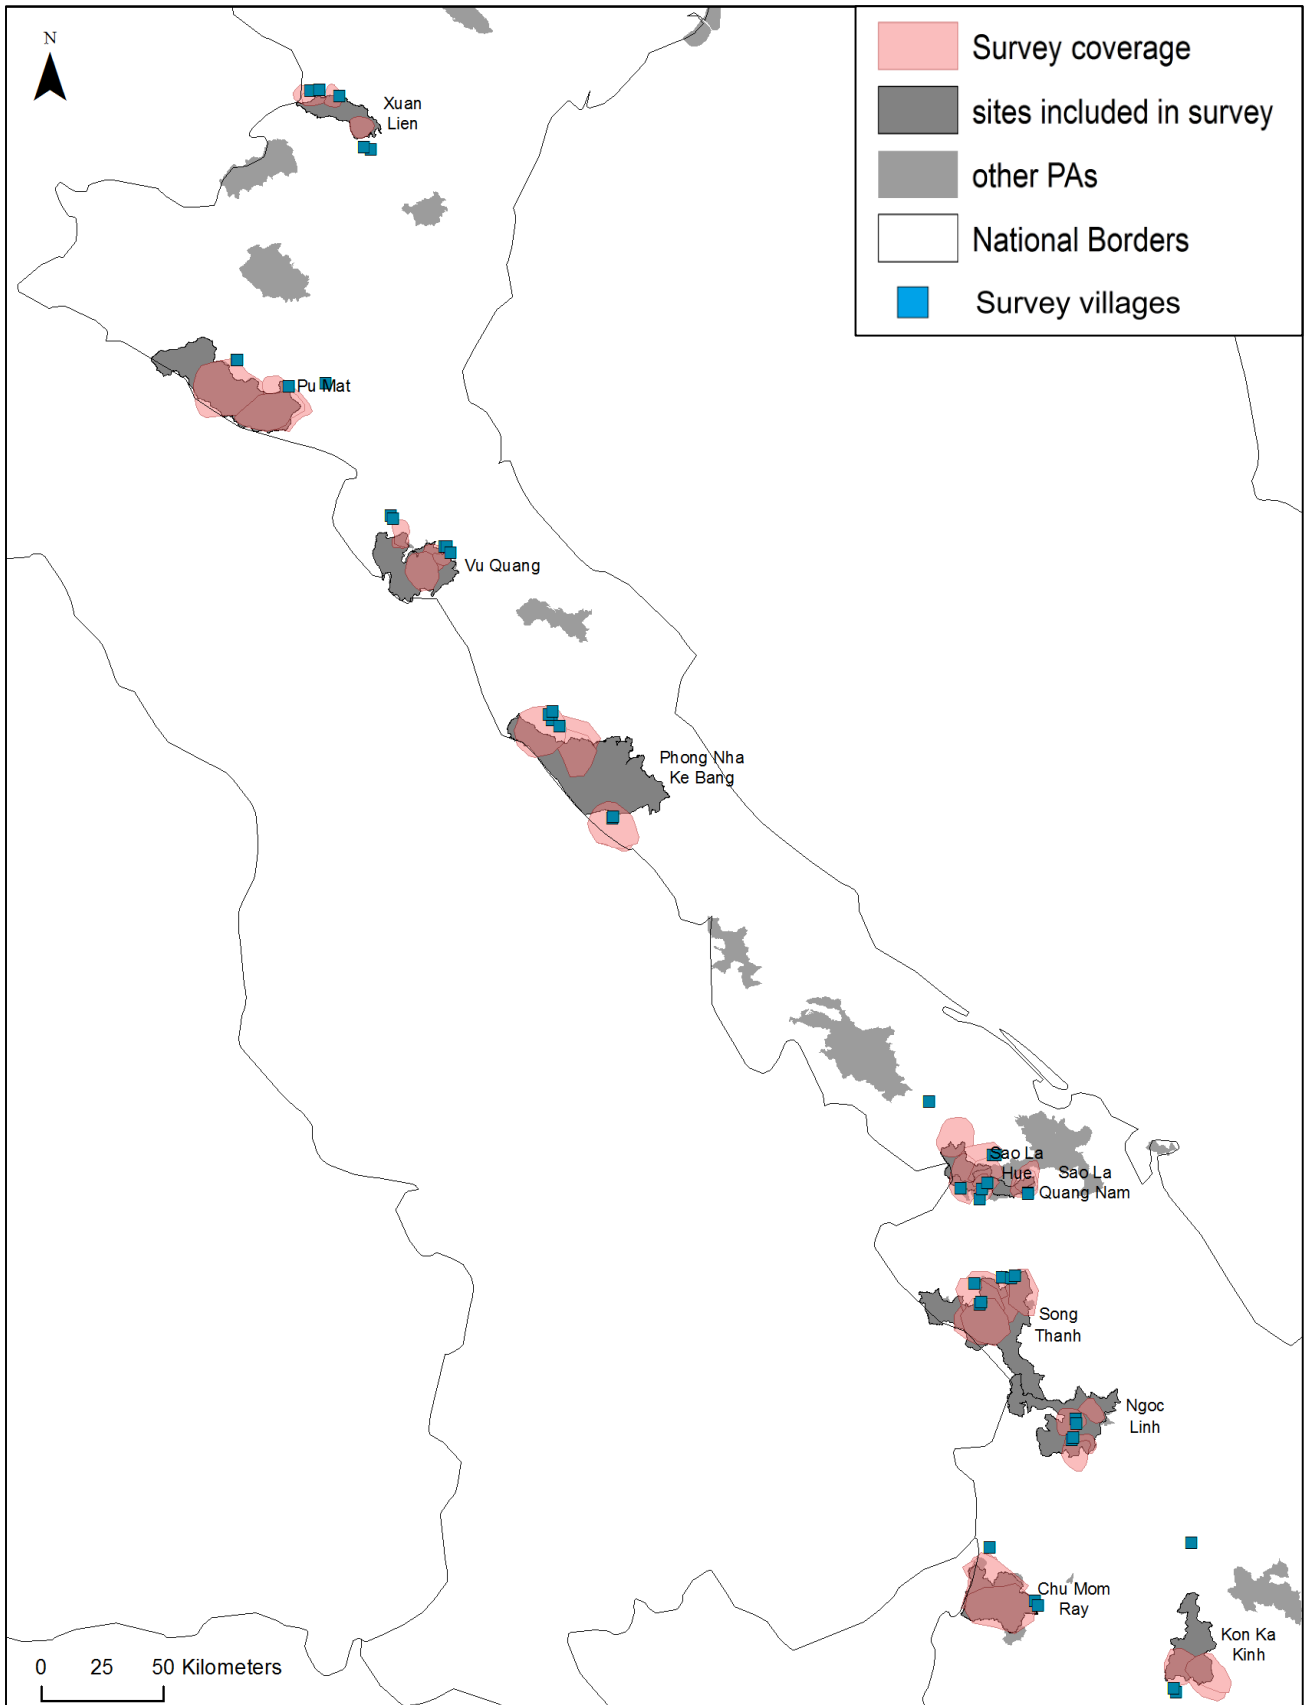 N
Survey coverage
sites included in survey
other PAs
National Borders
Survey villages
Xuan
Lien
Pu Mat
Vu Quang
Phong Nha
Ke Bang
Sao La
Hue
Sao La
Quang Nam
Song
Thanh
Ngoc
Linh
Chu Mom
Ray
Kon Ka
Kinh
0 25 50 Kilometers